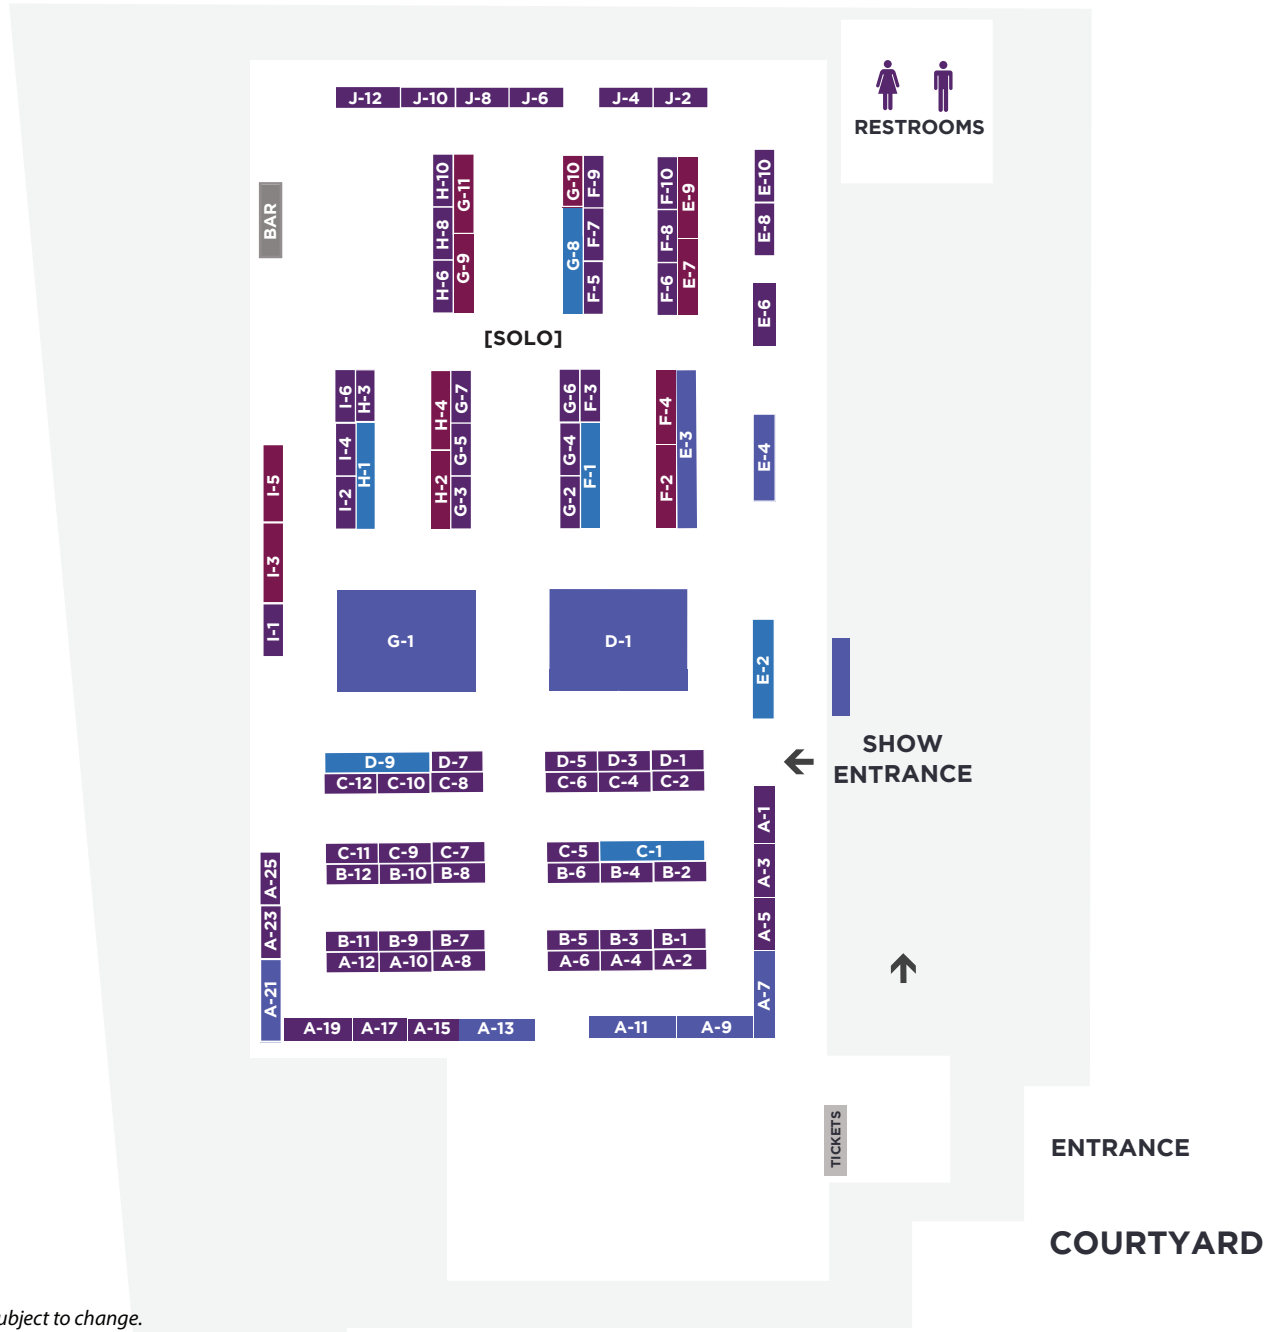 J-12 J-10 J-8 J-6 J-4 J-2
RESTROOMS
BAR
H-10 G-11 G-10 F-9 F-10 E-9 E-10
H-8 G-9 G-8 F-7 F-8 E-7 E-8
H-6 F-5 F-6 E-6
[SOLO]
I-6 H-3 H-4 G-7 G-6 F-3 F-4 E-3
I-4 H-1 G-5 G-4 F-1 E-4
I-5 I-2 H-2 G-3 G-2 F-2
I-3
I-1
G-1 D-1 E-2
SHOW
ENTRANCE
D-9 D-7 D-5 D-3 D-1
C-12 C-10 C-8 C-6 C-4 C-2
A-1
C-11 C-9 C-7 C-5 C-1
B-12 B-10 B-8 B-6 B-4 B-2
A-25 A-3
A-23 A-5
B-11 B-9 B-7 B-5 B-3 B-1
A-12 A-10 A-8 A-6 A-4 A-2
A-21 A-7
A-19 A-17 A-15 A-13 A-11 A-9
TICKETS
ENTRANCE
COURTYARD
ubject to change.